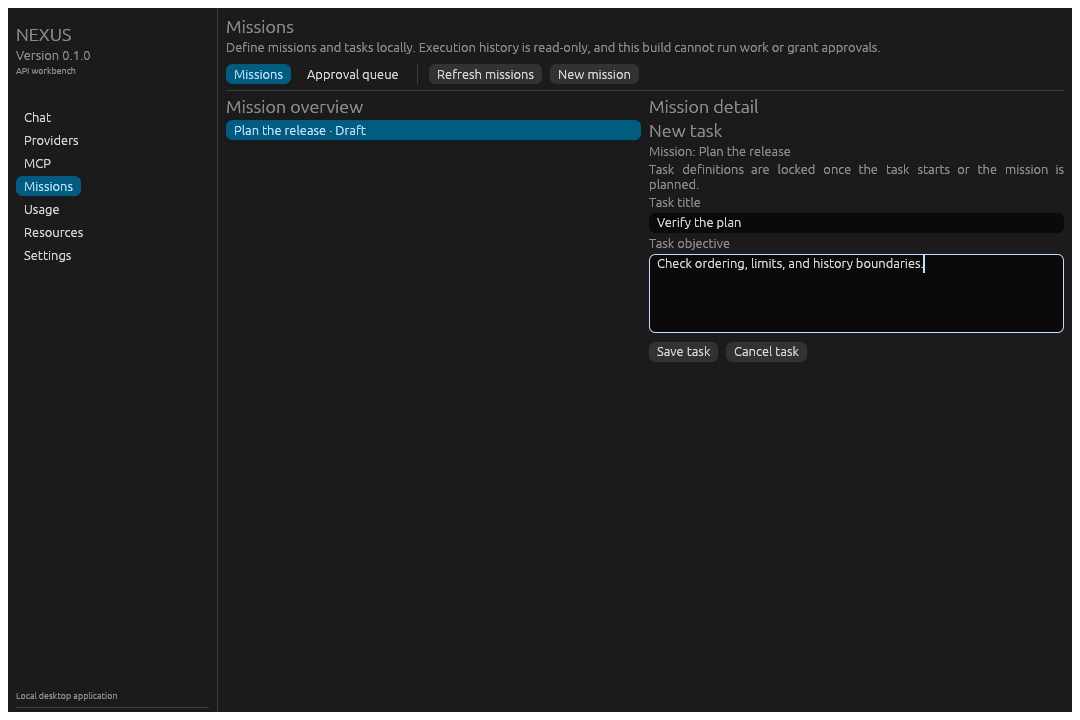 NEXUS
Version 0.1.0
API workbench
Chat
Providers
MCP
Missions
Usage
Resources
Settings
Local desktop application
Missions
Define missions and tasks locally. Execution history is read-only, and this build cannot run work or grant approvals.
Missions
Approval queue
Refresh missions
New mission
Mission overview
Plan the release · Draft
Mission detail
New task
Mission: Plan the release
Task definitions are locked once the task starts or the mission is
planned.
Task title
Verify the plan
Task objective
Check ordering, limits, and history boundaries.
Save task
Cancel task